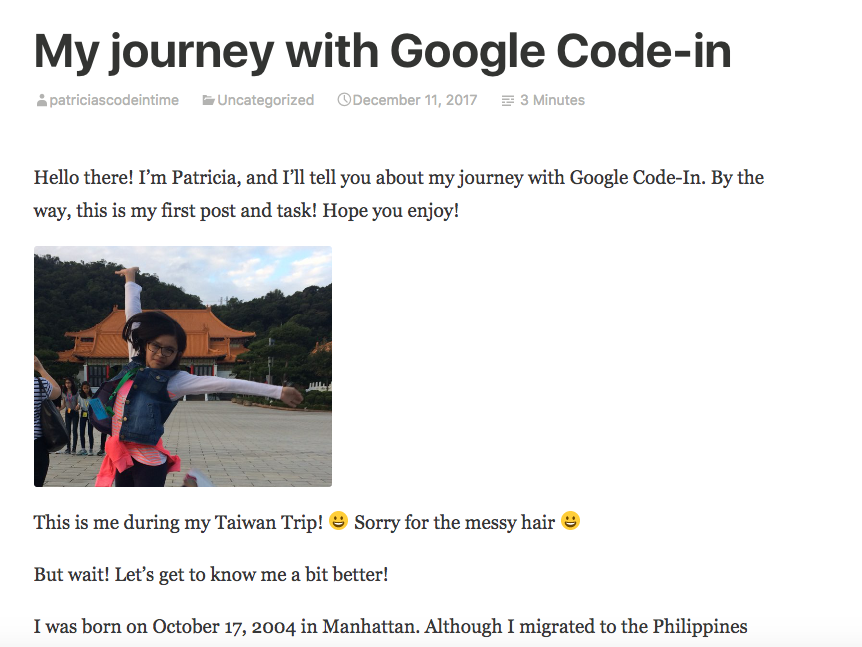 My journey with Google Code-in
patriciascodeintime Uncategorized December 11, 2017 3 Minutes
Hello there! I’m Patricia, and I’ll tell you about my journey with Google Code-In. By the
way, this is my first post and task! Hope you enjoy!
This is me during my Taiwan Trip! 😀 Sorry for the messy hair 😀
But wait! Let’s get to know me a bit better!
I was born on October 17, 2004 in Manhattan. Although I migrated to the Philippines